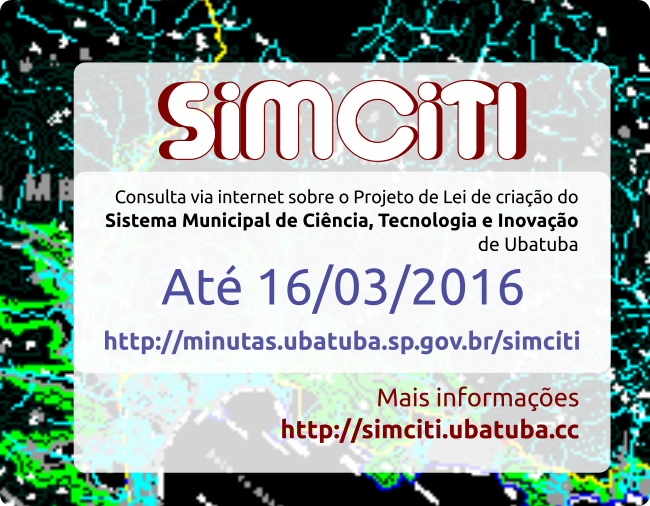 SiMCiTI
Consulta via internet sobre o Projeto de Lei de criação do
Sistema Municipal de Ciência, Tecnologia e Inovação
de Ubatuba
Até 16/03/2016
http://minutas.ubatuba.sp.gov.br/simciti
Mais informações
http://simciti.ubatuba.cc